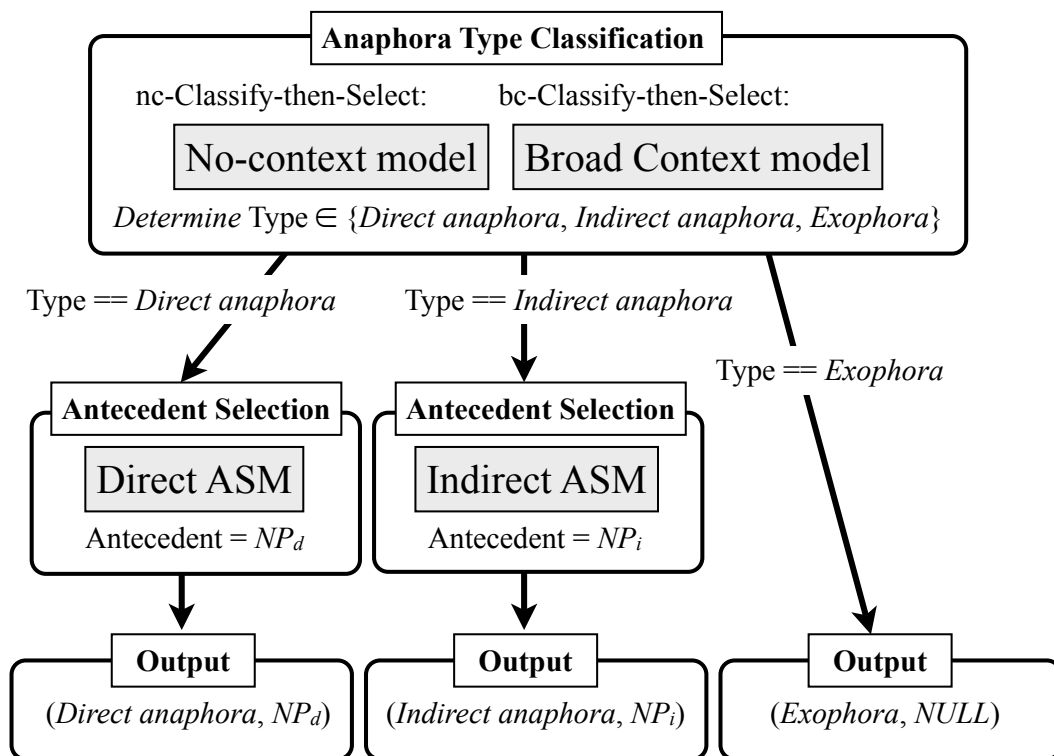 Anaphora Type Classification
nc-Classify-then-Select: bc-Classify-then-Select:
No-context model Broad Context model
Determine Type ∈ {Direct anaphora, Indirect anaphora, Exophora}
Type == Direct anaphora Type == Indirect anaphora
Type == Exophora
Antecedent Selection Antecedent Selection
Direct ASM Indirect ASM
Antecedent = NPd Antecedent = NPi
Output Output Output
(Direct anaphora, NPd) (Indirect anaphora, NPi) (Exophora, NULL)